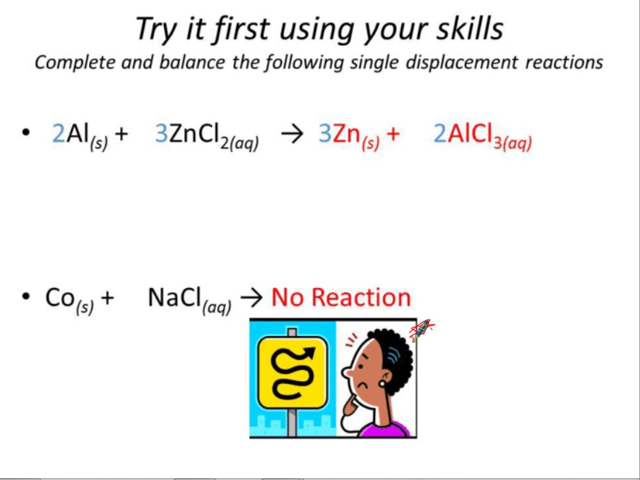 Try it first using your skills
Complete and balance the following single displacement reactions
• 2Al(s) + 3ZnCl2(aq) → 3Zn(s) + 2AlCl3(aq)
• Co(s) + NaCl(aq) → No Reaction